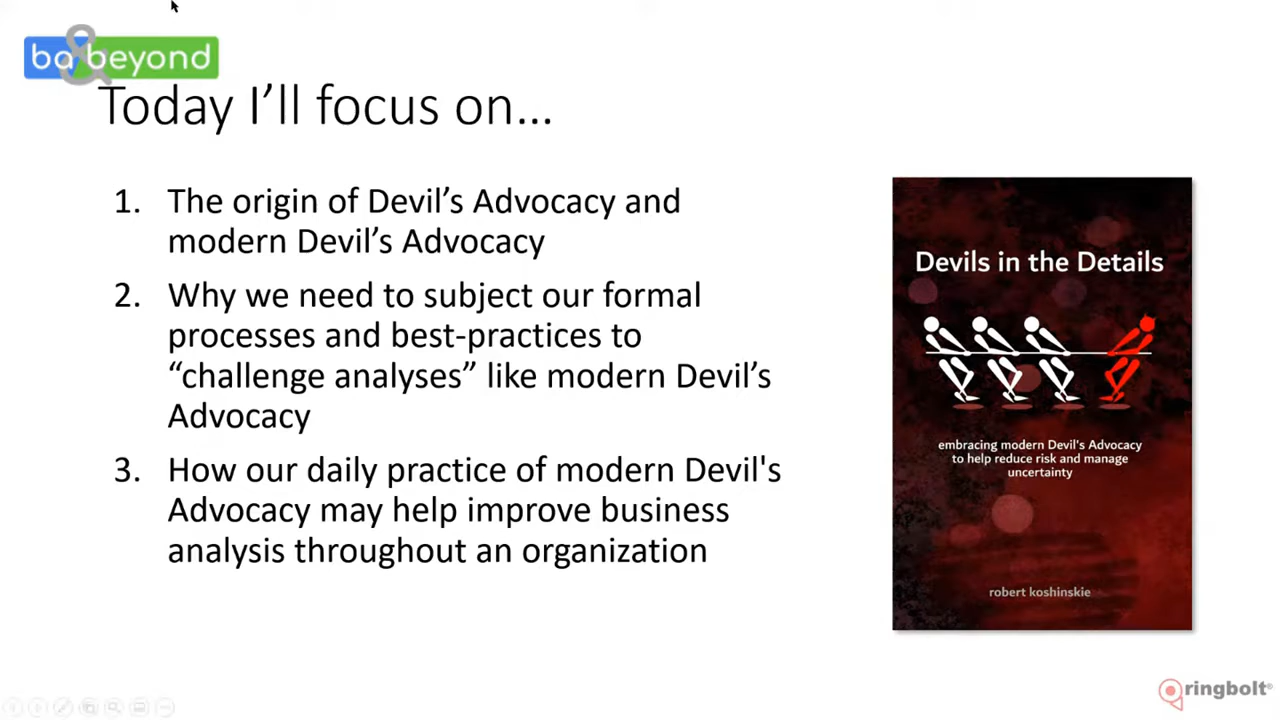 ba & beyond
Today I’ll focus on...
1. The origin of Devil’s Advocacy and
modern Devil’s Advocacy
2. Why we need to subject our formal
processes and best-practices to
“challenge analyses” like modern Devil’s
Advocacy
3. How our daily practice of modern Devil's
Advocacy may help improve business
analysis throughout an organization
Devils in the Details
embracing modern Devil's Advocacy
to help reduce risk and manage
uncertainty
robert koshinskie
ringbolt®